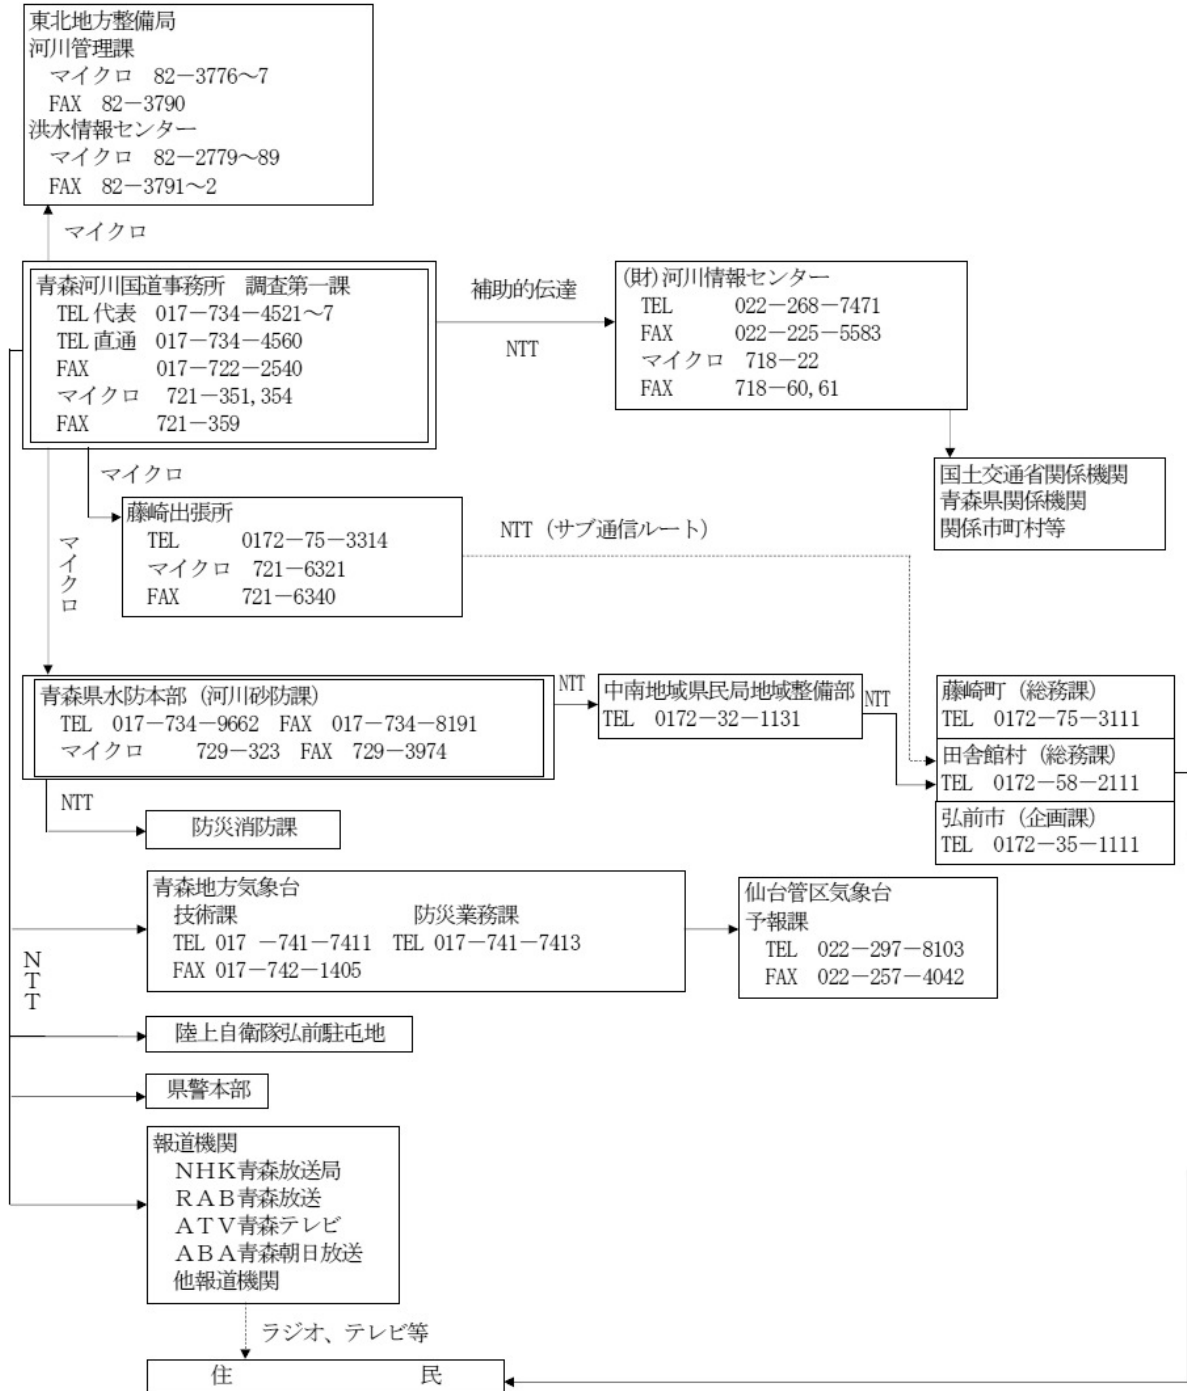 東北地方整備局
河川管理課
マイクロ 82－3776～7
FAX 82－3790
洪水情報センター
マイクロ 82－2779～89
FAX 82－3791～2
マイクロ
青森河川国道事務所 調査第一課
TEL 代表 017－734－4521～7
TEL 直通 017－734－4560
FAX 017－722－2540
マイクロ 721－351,354
FAX 721－359
補助的伝達
NTT
(財)河川情報センター
TEL 022－268－7471
FAX 022－225－5583
マイクロ 718－22
FAX 718－60,61
国土交通省関係機関
青森県関係機関
関係市町村等
マイクロ
藤崎出張所
TEL 0172－75－3314
マイクロ 721－6321
FAX 721－6340
NTT（サブ通信ルート）
マイクロ
青森県水防本部（河川砂防課）
TEL 017－734－9662 FAX 017－734－8191
マイクロ 729－323 FAX 729－3974
NTT
中南地域県民局地域整備部
TEL 0172－32－1131
NTT
藤崎町（総務課）
TEL 0172－75－3111
田舎館村（総務課）
TEL 0172－58－2111
弘前市（企画課）
TEL 0172－35－1111
NTT
防災消防課
青森地方気象台
技術課 防災業務課
TEL 017 －741－7411 TEL 017－741－7413
FAX 017－742－1405
仙台管区気象台
予報課
TEL 022－297－8103
FAX 022－257－4042
ＮＴＴ
陸上自衛隊弘前駐屯地
県警本部
報道機関
ＮＨＫ青森放送局
ＲＡＢ青森放送
ＡＴＶ青森テレビ
ＡＢＡ青森朝日放送
他報道機関
ラジオ、テレビ等
住 民